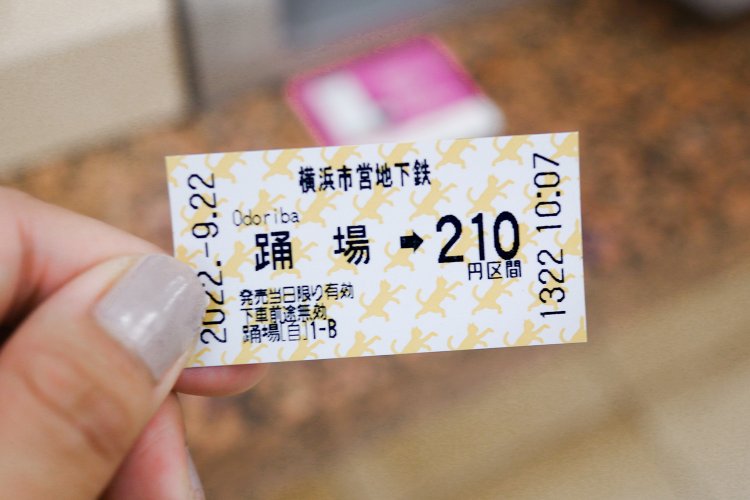 横浜市営地下鉄
Odoriba
踊場➡210
円区間
発売当日限り有効
下車前途無効
踊場[自]1-B
2022.-9.22
1322 10:07